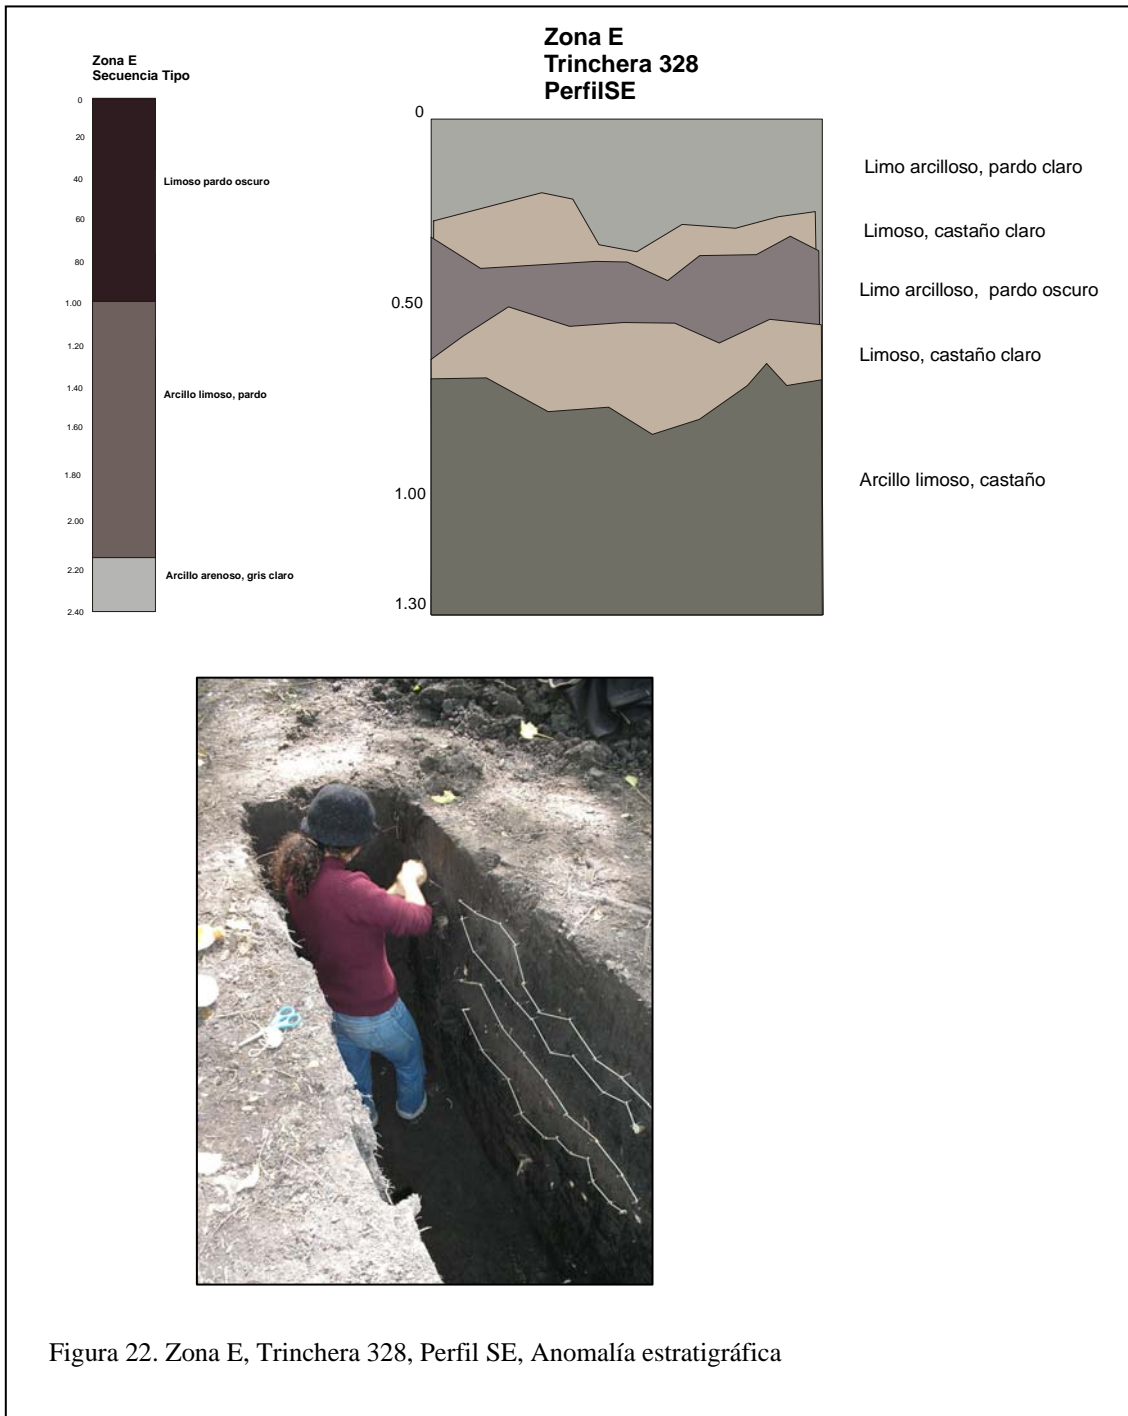 Zona E
Secuencia Tipo
0
20
40
60
80
1.00
1.20
1.40
1.60
1.80
2.00
2.20
2.40
Limoso pardo oscuro
Arcillo limoso, pardo
Arcillo arenoso, gris claro
Zona E
Trinchera 328
PerfilSE
0
0.50
1.00
1.30
Limo arcilloso, pardo claro
Limoso, castaño claro
Limo arcilloso, pardo oscuro
Limoso, castaño claro
Arcillo limoso, castaño
Figura 22. Zona E, Trinchera 328, Perfil SE, Anomalía estratigráfica